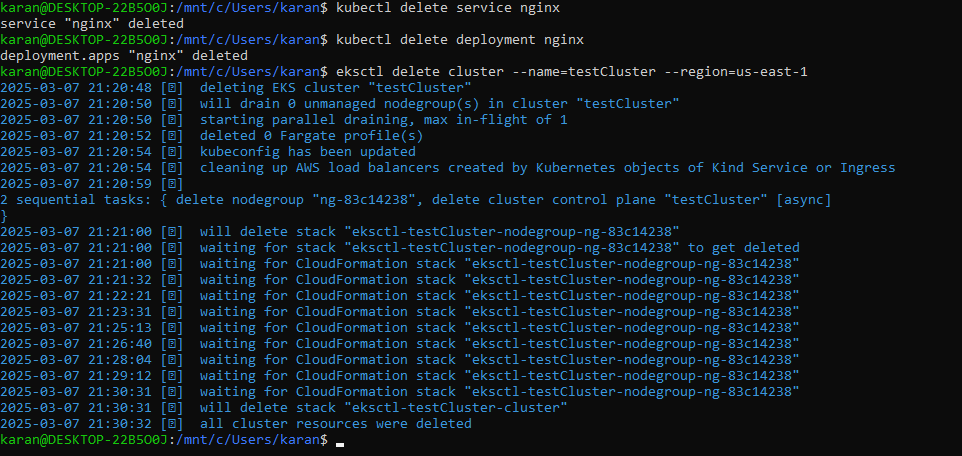 karan@DESKTOP-22B5O0J:/mnt/c/Users/karan$ kubectl delete service nginx
service "nginx" deleted
karan@DESKTOP-22B5O0J:/mnt/c/Users/karan$ kubectl delete deployment nginx
deployment.apps "nginx" deleted
karan@DESKTOP-22B5O0J:/mnt/c/Users/karan$ eksctl delete cluster --name=testCluster --region=us-east-1
2025-03-07 21:20:48 [⍰]  deleting EKS cluster "testCluster"
2025-03-07 21:20:50 [⍰]  will drain 0 unmanaged nodegroup(s) in cluster "testCluster"
2025-03-07 21:20:50 [⍰]  starting parallel draining, max in-flight of 1
2025-03-07 21:20:52 [⍰]  deleted 0 Fargate profile(s)
2025-03-07 21:20:54 [⍰]  kubeconfig has been updated
2025-03-07 21:20:54 [⍰]  cleaning up AWS load balancers created by Kubernetes objects of Kind Service or Ingress
2025-03-07 21:20:59 [⍰]
2 sequential tasks: { delete nodegroup "ng-83c14238", delete cluster control plane "testCluster" [async]
}
2025-03-07 21:21:00 [⍰]  will delete stack "eksctl-testCluster-nodegroup-ng-83c14238"
2025-03-07 21:21:00 [⍰]  waiting for stack "eksctl-testCluster-nodegroup-ng-83c14238" to get deleted
2025-03-07 21:21:00 [⍰]  waiting for CloudFormation stack "eksctl-testCluster-nodegroup-ng-83c14238"
2025-03-07 21:21:32 [⍰]  waiting for CloudFormation stack "eksctl-testCluster-nodegroup-ng-83c14238"
2025-03-07 21:22:21 [⍰]  waiting for CloudFormation stack "eksctl-testCluster-nodegroup-ng-83c14238"
2025-03-07 21:23:31 [⍰]  waiting for CloudFormation stack "eksctl-testCluster-nodegroup-ng-83c14238"
2025-03-07 21:25:13 [⍰]  waiting for CloudFormation stack "eksctl-testCluster-nodegroup-ng-83c14238"
2025-03-07 21:26:40 [⍰]  waiting for CloudFormation stack "eksctl-testCluster-nodegroup-ng-83c14238"
2025-03-07 21:28:04 [⍰]  waiting for CloudFormation stack "eksctl-testCluster-nodegroup-ng-83c14238"
2025-03-07 21:29:12 [⍰]  waiting for CloudFormation stack "eksctl-testCluster-nodegroup-ng-83c14238"
2025-03-07 21:30:31 [⍰]  waiting for CloudFormation stack "eksctl-testCluster-nodegroup-ng-83c14238"
2025-03-07 21:30:31 [⍰]  will delete stack "eksctl-testCluster-cluster"
2025-03-07 21:30:32 [⍰]  all cluster resources were deleted
karan@DESKTOP-22B5O0J:/mnt/c/Users/karan$